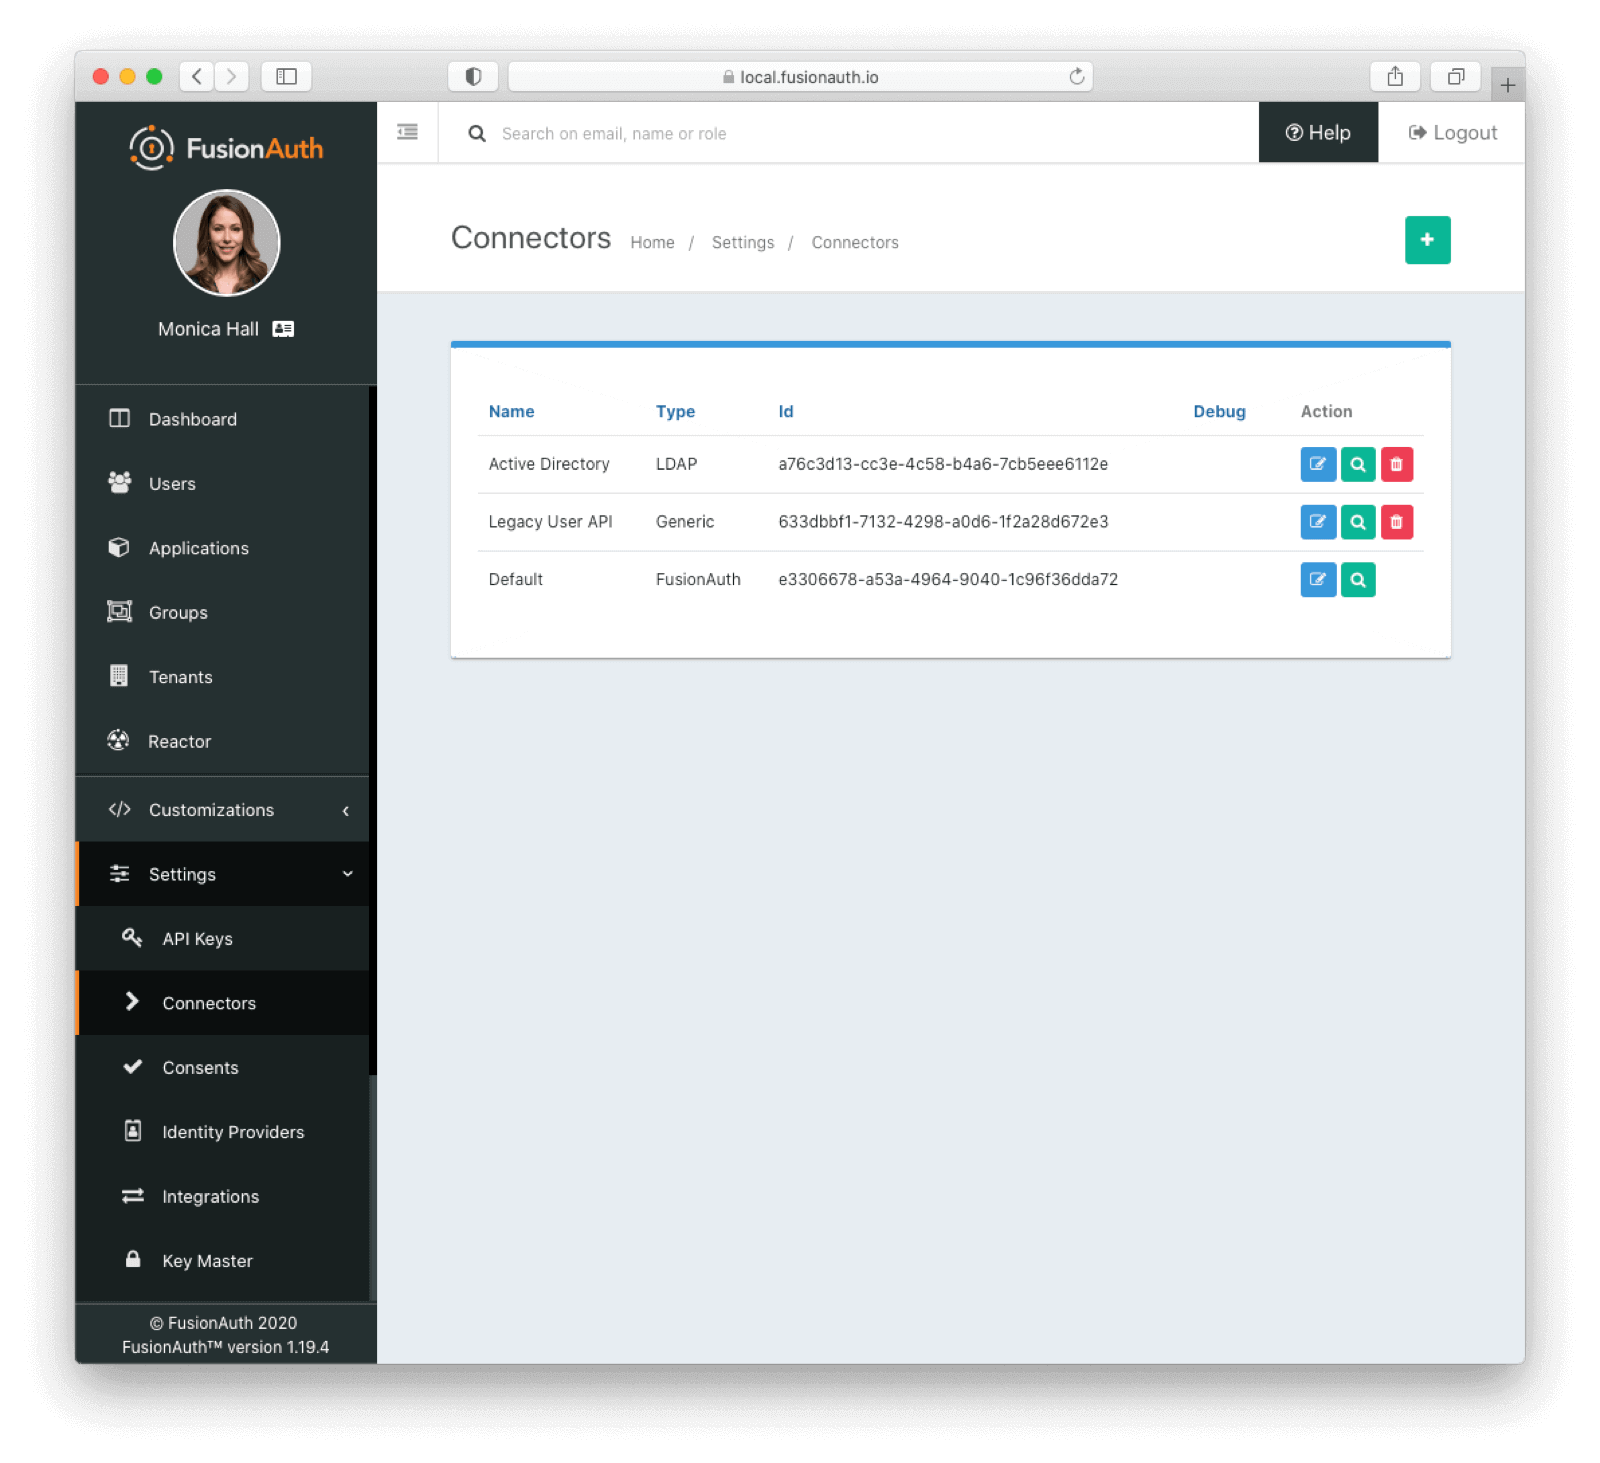 local.fusionauth.io
FusionAuth
Search on email, name or role
Help
Logout
Monica Hall
Connectors
Home / Settings / Connectors
Name Type Id Debug Action
Active Directory LDAP a76c3d13-cc3e-4c58-b4a6-7cb5eee6112e
Legacy User API Generic 633dbbf1-7132-4298-a0d6-1f2a28d672e3
Default FusionAuth e3306678-a53a-4964-9040-1c96f36dda72
Dashboard
Users
Applications
Groups
Tenants
Reactor
Customizations
Settings
API Keys
Connectors
Consents
Identity Providers
Integrations
Key Master
© FusionAuth 2020
FusionAuth™ version 1.19.4